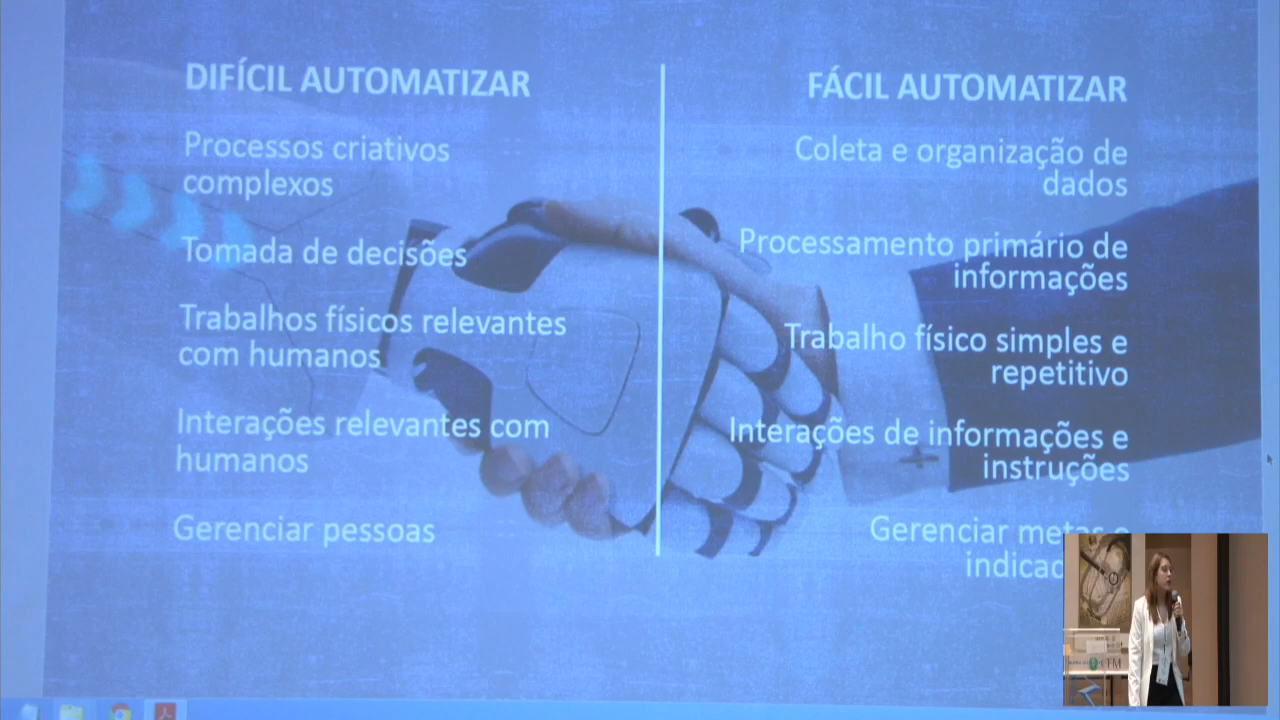 DIFÍCIL AUTOMATIZAR
Processos criativos
complexos
Tomada de decisões
Trabalhos físicos relevantes
com humanos
Interações relevantes com
humanos
Gerenciar pessoas
FÁCIL AUTOMATIZAR
Coleta e organização de
dados
Processamento primário de
informações
Trabalho físico simples e
repetitivo
Interações de informações e
instruções
Gerenciar metas e
TM